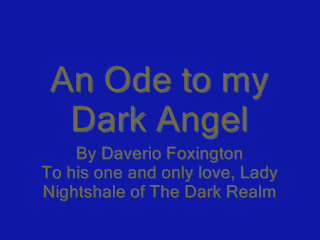 An Ode to my
Dark Angel
By Daverio Foxington
To his one and only love, Lady
Nightshale of The Dark Realm